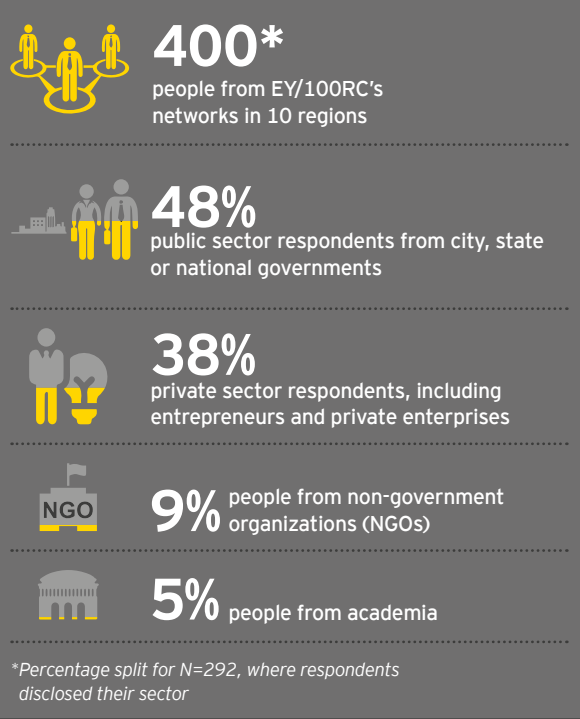 400*
people from EY/100RC's
networks in 10 regions
48%
public sector respondents from city, state
or national governments
38%
private sector respondents, including
entrepreneurs and private enterprises
NGO
9% people from non-government
organizations (NGOs)
5% people from academia
*Percentage split for N=292, where respondents
disclosed their sector